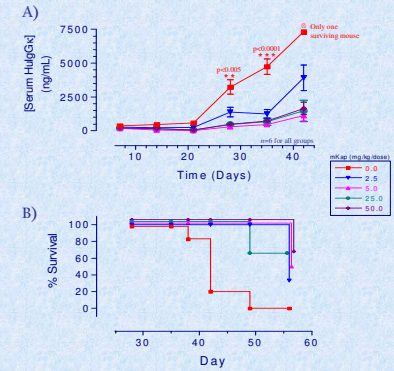 A)
[Serum HuIgGκ]
(ng/mL)
7500
5000
2500
0
p<0.005
**
p<0.0001
***
Only one
surviving mouse
n=6 for all groups
10 20 30 40
Time (Days)
mKap (mg/kg/dose)
0.0
2.5
5.0
25.0
50.0
B)
% Survival
100
80
60
40
20
0
30 40 50 60
Day